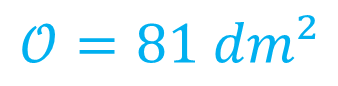 𝒪 = 81 dm²